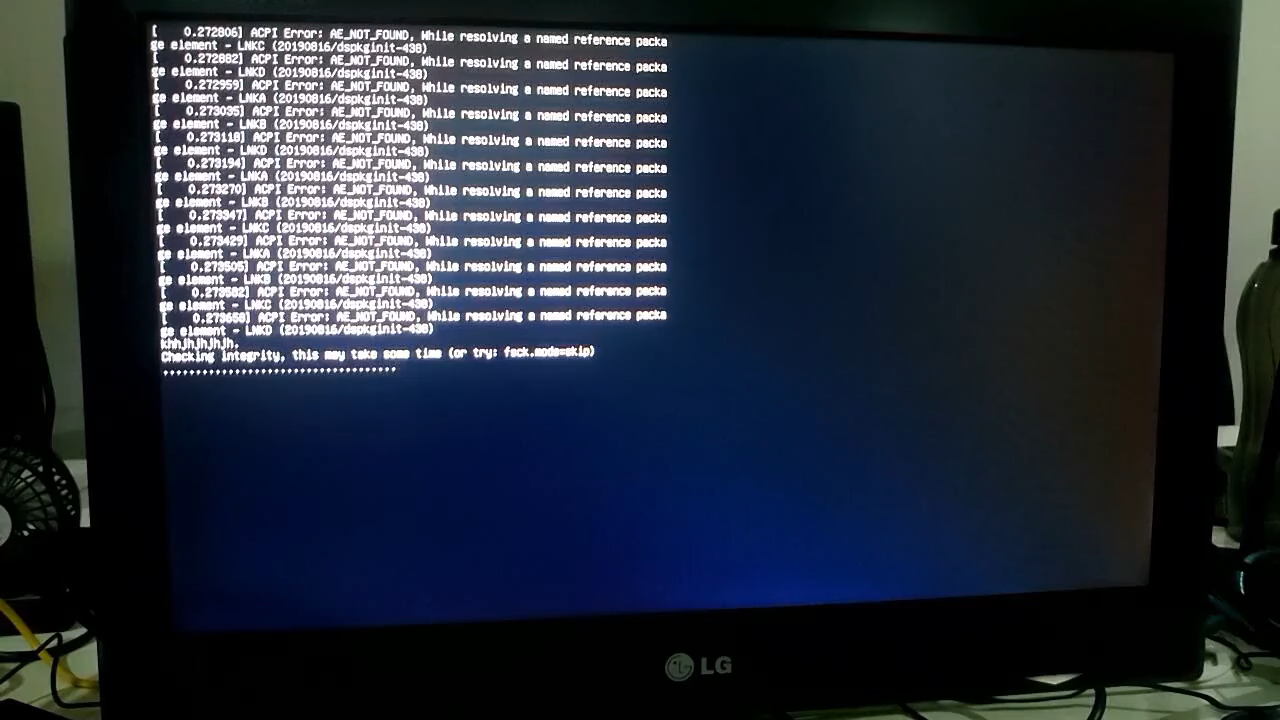 [    0.272806] ACPI Error: AE_NOT_FOUND, While resolving a named reference packa
ge element - LNKC (20190816/dspkginit-438)
[    0.272882] ACPI Error: AE_NOT_FOUND, While resolving a named reference packa
ge element - LNKD (20190816/dspkginit-438)
[    0.272959] ACPI Error: AE_NOT_FOUND, While resolving a named reference packa
ge element - LNKA (20190816/dspkginit-438)
[    0.273035] ACPI Error: AE_NOT_FOUND, While resolving a named reference packa
ge element - LNKB (20190816/dspkginit-438)
[    0.273118] ACPI Error: AE_NOT_FOUND, While resolving a named reference packa
ge element - LNKD (20190816/dspkginit-438)
[    0.273194] ACPI Error: AE_NOT_FOUND, While resolving a named reference packa
ge element - LNKA (20190816/dspkginit-438)
[    0.273270] ACPI Error: AE_NOT_FOUND, While resolving a named reference packa
ge element - LNKB (20190816/dspkginit-438)
[    0.273347] ACPI Error: AE_NOT_FOUND, While resolving a named reference packa
ge element - LNKC (20190816/dspkginit-438)
[    0.273429] ACPI Error: AE_NOT_FOUND, While resolving a named reference packa
ge element - LNKA (20190816/dspkginit-438)
[    0.273505] ACPI Error: AE_NOT_FOUND, While resolving a named reference packa
ge element - LNKB (20190816/dspkginit-438)
[    0.273582] ACPI Error: AE_NOT_FOUND, While resolving a named reference packa
ge element - LNKC (20190816/dspkginit-438)
[    0.273658] ACPI Error: AE_NOT_FOUND, While resolving a named reference packa
ge element - LNKD (20190816/dspkginit-438)
khhjhjhjhjh.
Checking integrity, this may take some time (or try: fsck.mode=skip)
...................................
LG